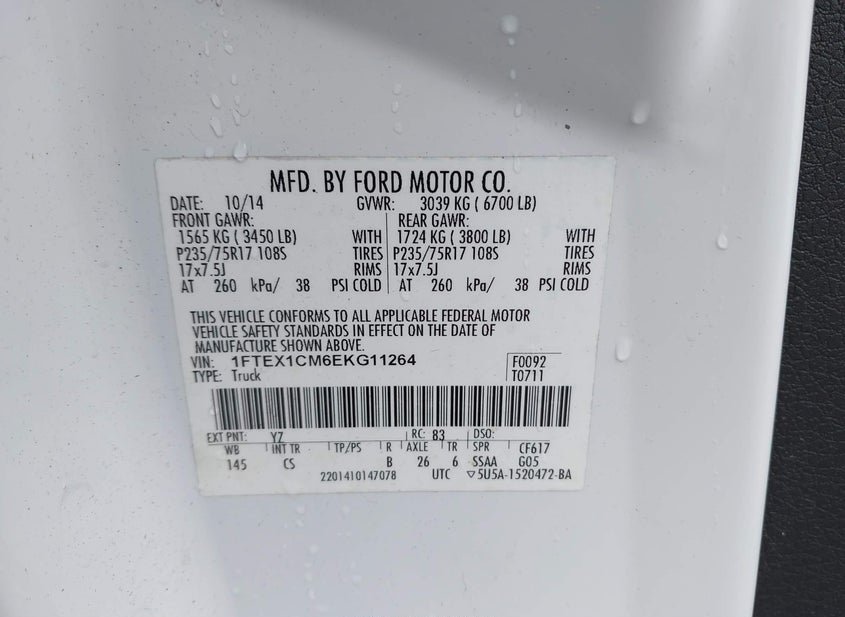 MFD. BY FORD MOTOR CO.
DATE: 10/14 GVWR: 3039 KG ( 6700 LB)
FRONT GAWR: REAR GAWR:
1565 KG ( 3450 LB) WITH 1724 KG ( 3800 LB) WITH
P235/75R17 108S TIRES P235/75R17 108S TIRES
17x7.5J RIMS 17x7.5J RIMS
AT 260 kPa/ 38 PSI COLD AT 260 kPa/ 38 PSI COLD
THIS VEHICLE CONFORMS TO ALL APPLICABLE FEDERAL MOTOR
VEHICLE SAFETY STANDARDS IN EFFECT ON THE DATE OF
MANUFACTURE SHOWN ABOVE.
VIN: 1FTEX1CM6EKG11264 F0092
TYPE: Truck T0711
EXT PNT: YZ RC: 83 DSO:
WB INT TR TP/PS R AXLE TR SPR CF617
145 CS B 26 6 SSAA G05
2201410147078 UTC ▽5U5A-1520472-BA